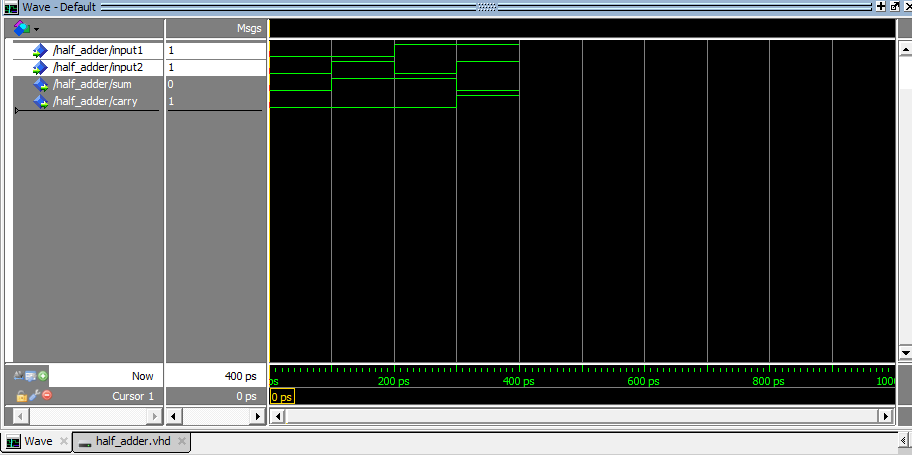 Wave - Default
Msgs
/half_adder/input1 1
/half_adder/input2 1
/half_adder/sum 0
/half_adder/carry 1
Now 400 ps ps 200 ps 400 ps 600 ps 800 ps 1000
Cursor 1 0 ps 0 ps
Wave half_adder.vhd